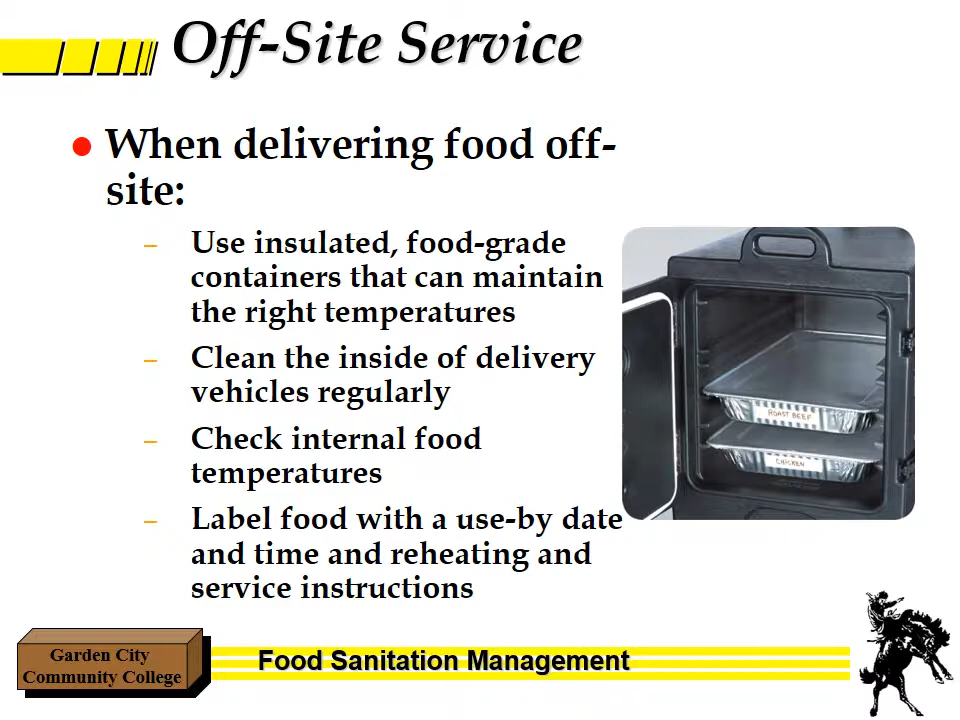 Off-Site Service
When delivering food off-
site:
– Use insulated, food-grade
containers that can maintain
the right temperatures
– Clean the inside of delivery
vehicles regularly
– Check internal food
temperatures
– Label food with a use-by date
and time and reheating and
service instructions
ROAST BEEF
CHICKEN
Garden City
Community College
Food Sanitation Management